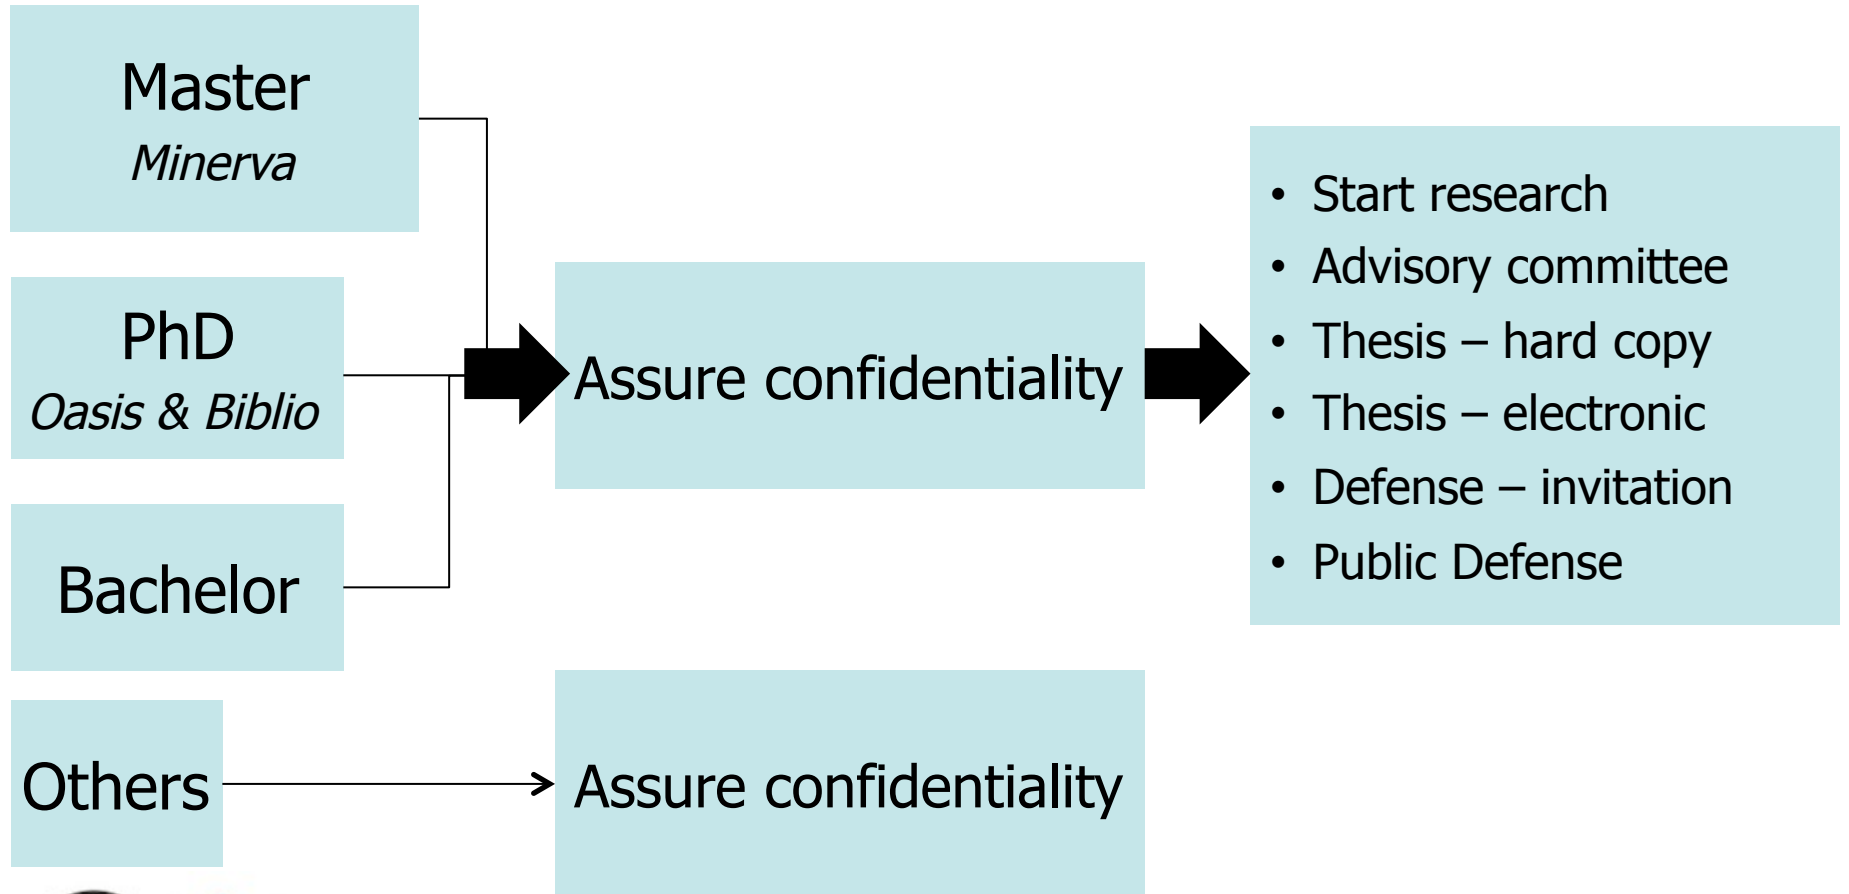 Master
Minerva
PhD
Oasis & Biblio
Bachelor
Others
Assure confidentiality
Assure confidentiality
• Start research
• Advisory committee
• Thesis – hard copy
• Thesis – electronic
• Defense – invitation
• Public Defense